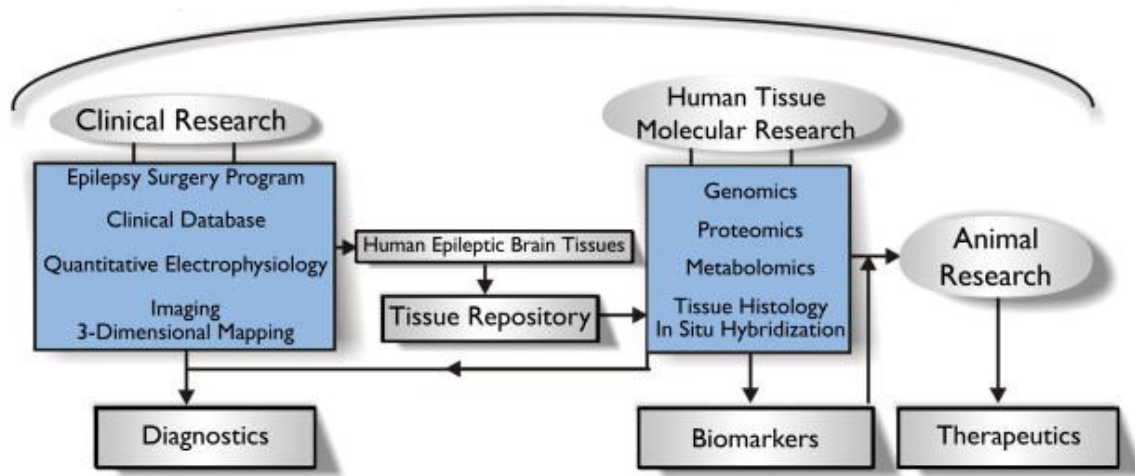 Clinical Research
Epilepsy Surgery Program
Clinical Database
Quantitative Electrophysiology
Imaging
3-Dimensional Mapping
Human Epileptic Brain Tissues
Tissue Repository
Human Tissue
Molecular Research
Genomics
Proteomics
Metabolomics
Tissue Histology
In Situ Hybridization
Animal
Research
Diagnostics
Biomarkers
Therapeutics